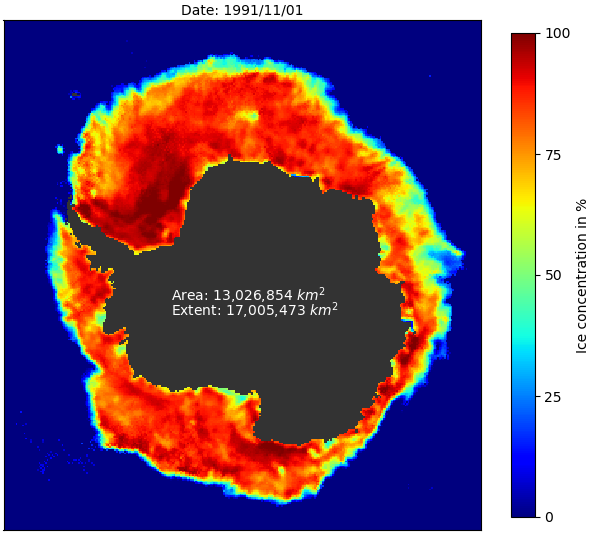 Date: 1991/11/01
100
75
50
25
0
Ice concentration in %
Area: 13,026,854 km²
Extent: 17,005,473 km²